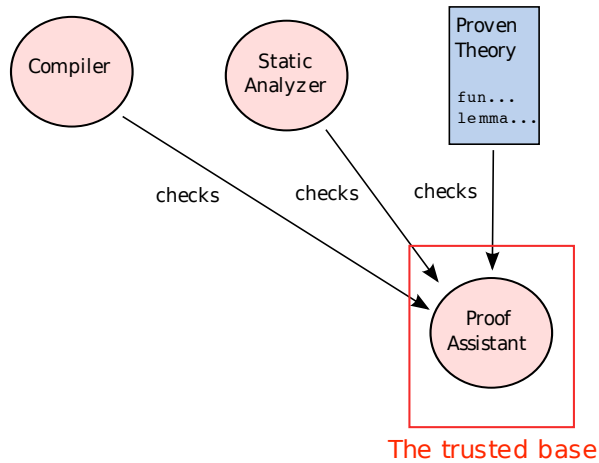 Compiler
Static
Analyzer
Proven
Theory
fun...
lemma...
checks
checks
checks
Proof
Assistant
The trusted base